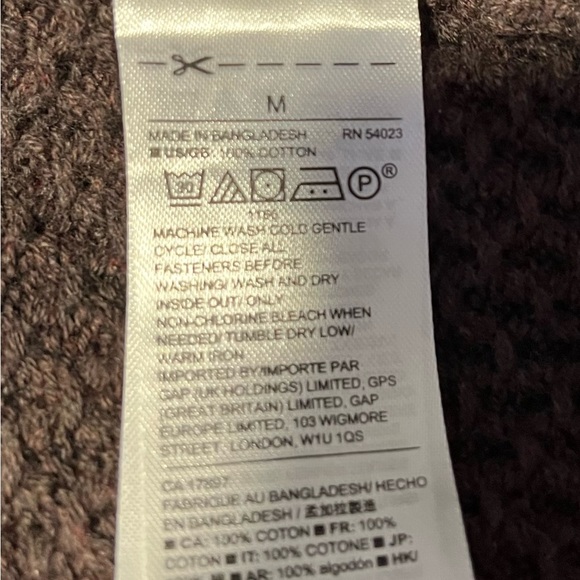 M
MADE IN BANGLADESH RN 54023
US/GB: 100% COTTON
30 P ®
1166
MACHINE WASH COLD GENTLE
CYCLE/ CLOSE ALL
FASTENERS BEFORE
WASHING/ WASH AND DRY
INSIDE OUT/ ONLY
NON-CHLORINE BLEACH WHEN
NEEDED/ TUMBLE DRY LOW/
WARM IRON
IMPORTED BY/IMPORTE PAR
GAP (UK HOLDINGS) LIMITED, GPS
(GREAT BRITAIN) LIMITED, GAP
EUROPE LIMITED, 103 WIGMORE
STREET, LONDON, W1U 1QS
CA 17897
FABRIQUE AU BANGLADESH/ HECHO
EN BANGLADESH / 孟加拉製造
■ CA: 100% COTON ■ FR: 100%
COTON ■ IT: 100% COTONE ■ JP:
■ AR: 100% algodón ■ HK/